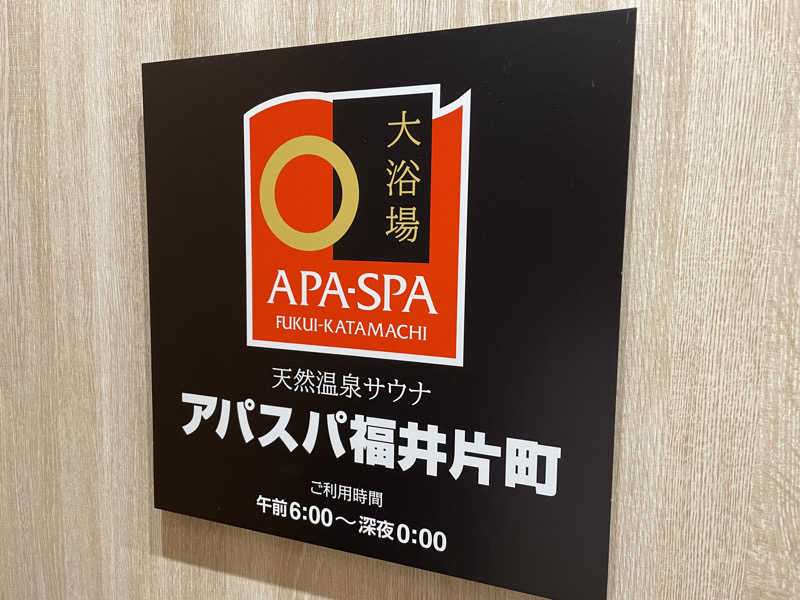 大浴場
APA-SPA
FUKUI-KATAMACHI
天然温泉サウナ
アパスパ福井片町
ご利用時間
午前6:00～深夜0:00